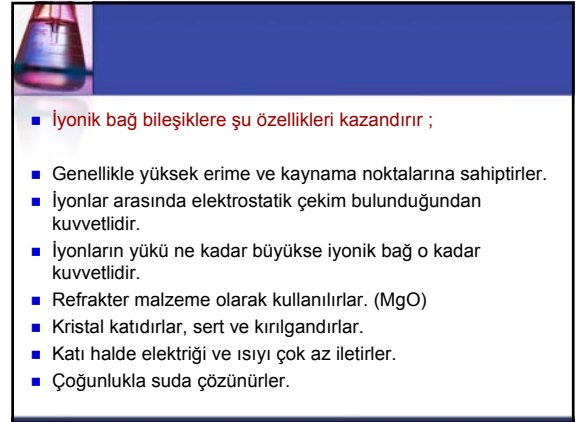 İyonik bağ bileşiklere şu özellikleri kazandırır ;
Genellikle yüksek erime ve kaynama noktalarına sahiptirler.
İyonlar arasında elektrostatik çekim bulunduğundan
kuvvetlidir.
İyonların yükü ne kadar büyükse iyonik bağ o kadar
kuvvetlidir.
Refrakter malzeme olarak kullanılırlar. (MgO)
Kristal katıdırlar, sert ve kırılgandırlar.
Katı halde elektriği ve ısıyı çok az iletirler.
Çoğunlukla suda çözünürler.